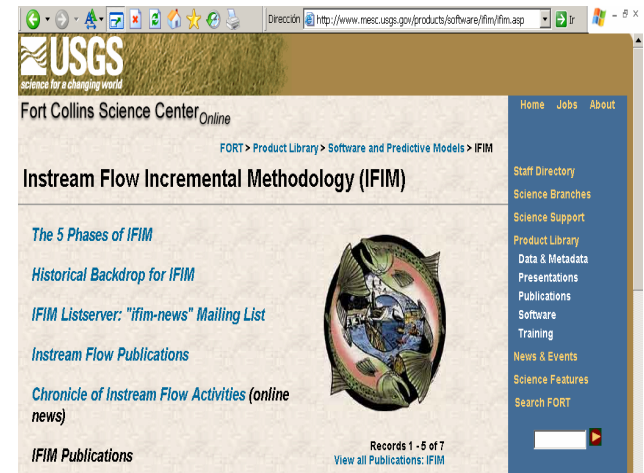 Dirección http://www.mesc.usgs.gov/products/software/ifim/ifim.asp Ir
USGS
science for a changing world
Fort Collins Science Center Online
Home Jobs About
FORT > Product Library > Software and Predictive Models > IFIM
Instream Flow Incremental Methodology (IFIM)
The 5 Phases of IFIM
Historical Backdrop for IFIM
IFIM Listserver: "ifim-news" Mailing List
Instream Flow Publications
Chronicle of Instream Flow Activities (online
news)
IFIM Publications
Records 1 - 5 of 7
View all Publications: IFIM
Staff Directory
Science Branches
Science Support
Product Library
Data & Metadata
Presentations
Publications
Software
Training
News & Events
Science Features
Search FORT